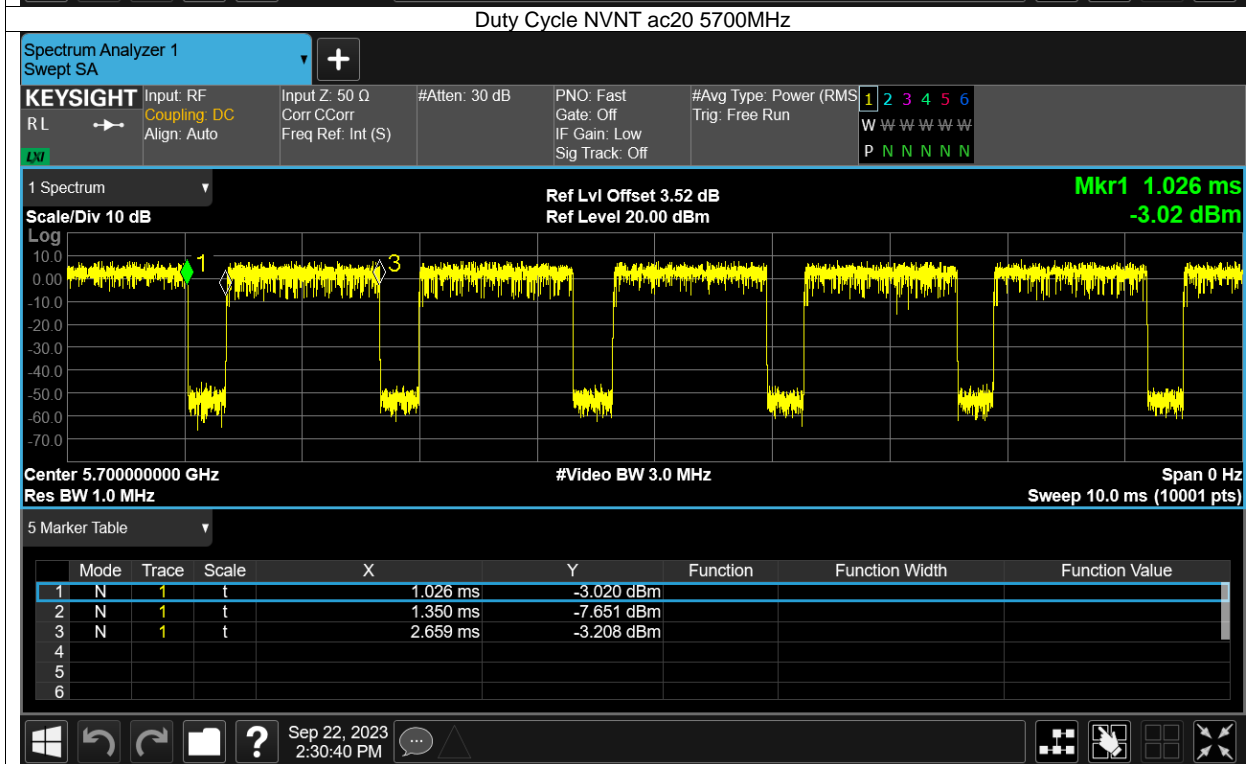 Duty Cycle NVNT ac20 5700MHz
Spectrum Analyzer 1
Swept SA
+
KEYSIGHT Input: RF Input Z: 50 Ω #Atten: 30 dB PNO: Fast #Avg Type: Power (RMS 1 2 3 4 5 6
RL Coupling: DC Corr CCorr Gate: Off Trig: Free Run W W W W W W
Align: Auto Freq Ref: Int (S) IF Gain: Low P N N N N N
LXI Sig Track: Off
1 Spectrum Ref Lvl Offset 3.52 dB Mkr1 1.026 ms
Scale/Div 10 dB Ref Level 20.00 dBm -3.02 dBm
Log
10.0 1 3
0.00
-10.0
-20.0
-30.0
-40.0
-50.0
-60.0
-70.0
Center 5.700000000 GHz #Video BW 3.0 MHz Span 0 Hz
Res BW 1.0 MHz Sweep 10.0 ms (10001 pts)
5 Marker Table
Mode Trace Scale X Y Function Function Width Function Value
1 N 1 t 1.026 ms -3.020 dBm
2 N 1 t 1.350 ms -7.651 dBm
3 N 1 t 2.659 ms -3.208 dBm
4
5
6
? Sep 22, 2023
2:30:40 PM